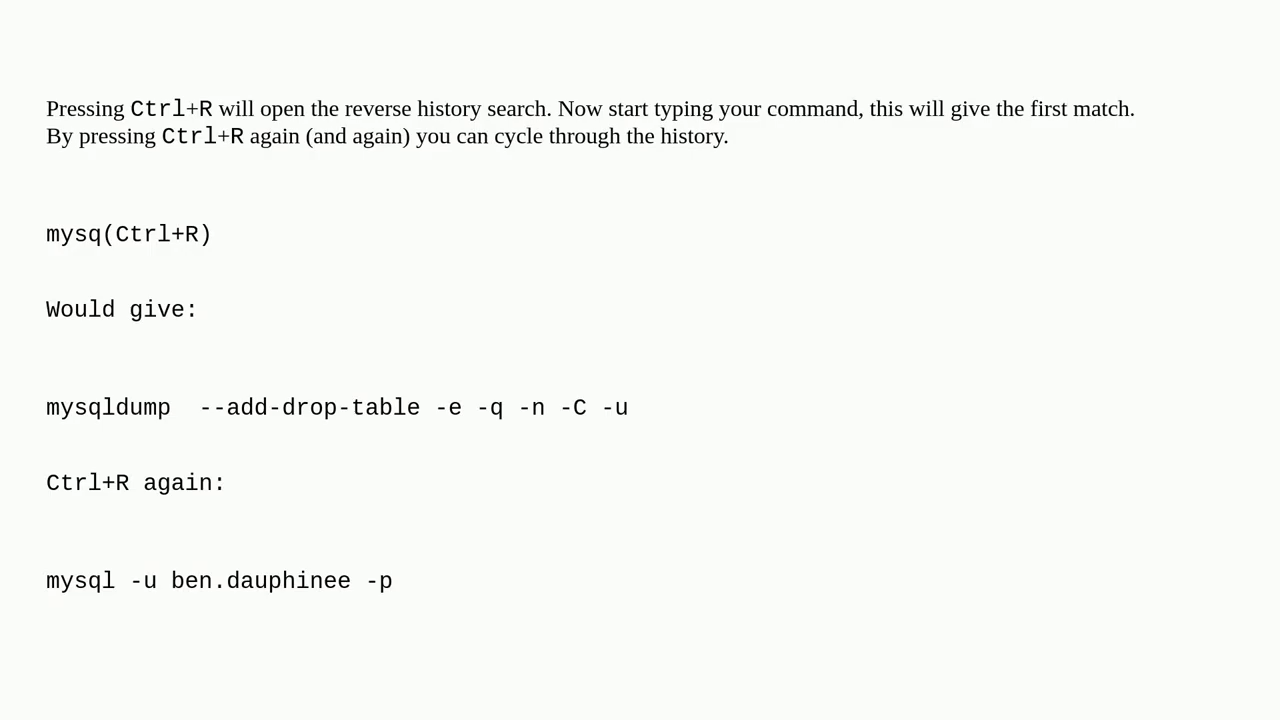 Pressing Ctrl+R will open the reverse history search. Now start typing your command, this will give the first match.
By pressing Ctrl+R again (and again) you can cycle through the history.
mysq(Ctrl+R)
Would give:
mysqldump  --add-drop-table -e -q -n -C -u
Ctrl+R again:
mysql -u ben.dauphinee -p